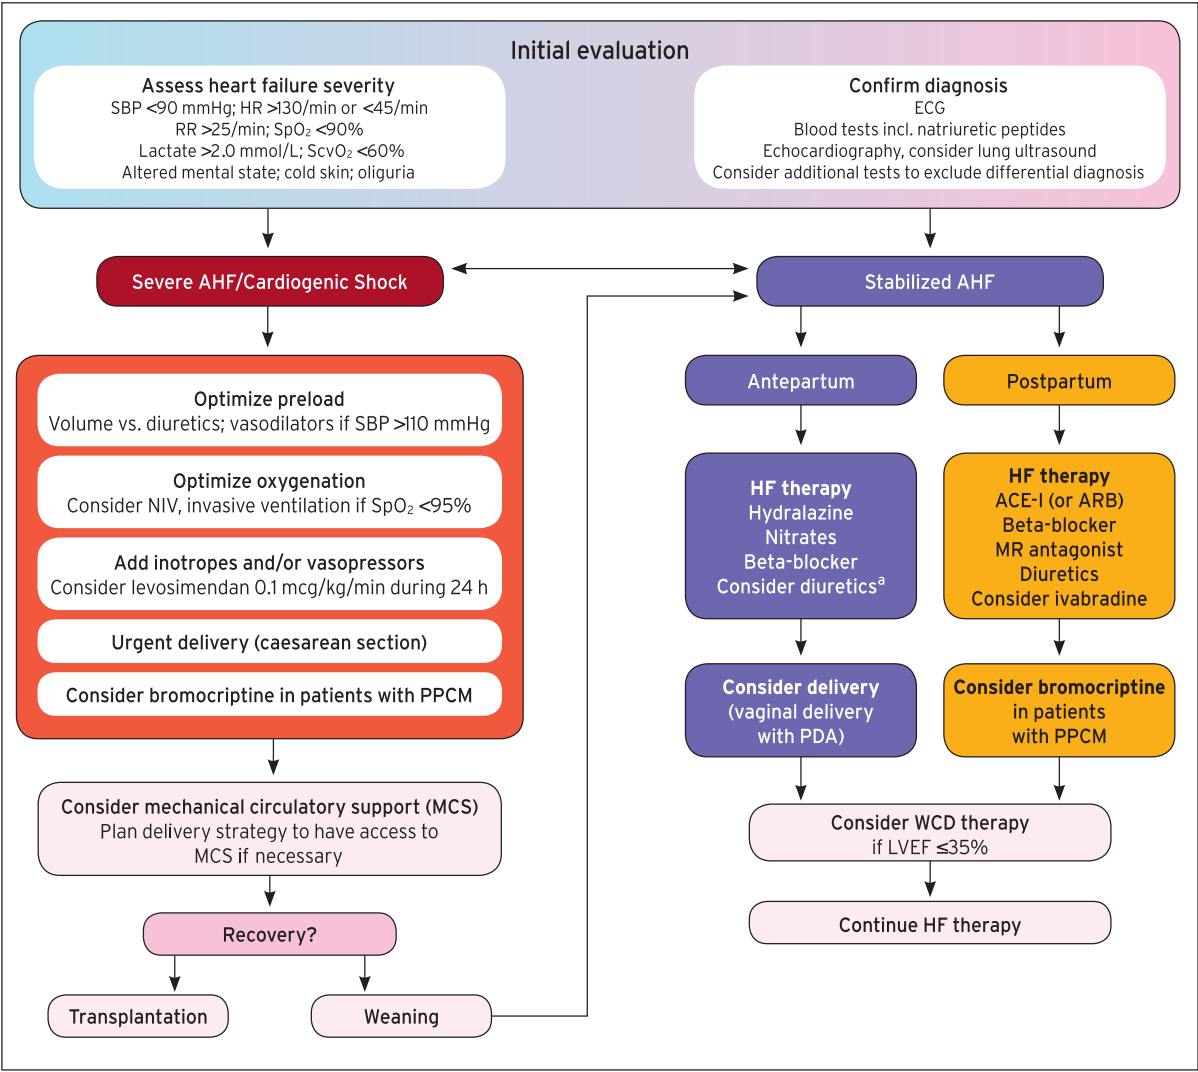 Initial evaluation
Assess heart failure severity
SBP <90 mmHg; HR >130/min or <45/min
RR >25/min; SpO₂ <90%
Lactate >2.0 mmol/L; ScvO₂ <60%
Altered mental state; cold skin; oliguria
Confirm diagnosis
ECG
Blood tests incl. natriuretic peptides
Echocardiography, consider lung ultrasound
Consider additional tests to exclude differential diagnosis
Severe AHF/Cardiogenic Shock
Stabilized AHF
Optimize preload
Volume vs. diuretics; vasodilators if SBP >110 mmHg
Optimize oxygenation
Consider NIV, invasive ventilation if SpO₂ <95%
Add inotropes and/or vasopressors
Consider levosimendan 0.1 mcg/kg/min during 24 h
Urgent delivery (caesarean section)
Consider bromocriptine in patients with PPCM
Consider mechanical circulatory support (MCS)
Plan delivery strategy to have access to
MCS if necessary
Recovery?
Transplantation
Weaning
Antepartum
HF therapy
Hydralazine
Nitrates
Beta-blocker
Consider diureticsᵃ
Consider delivery
(vaginal delivery
with PDA)
Postpartum
HF therapy
ACE-I (or ARB)
Beta-blocker
MR antagonist
Diuretics
Consider ivabradine
Consider bromocriptine
in patients
with PPCM
Consider WCD therapy
if LVEF ≤35%
Continue HF therapy